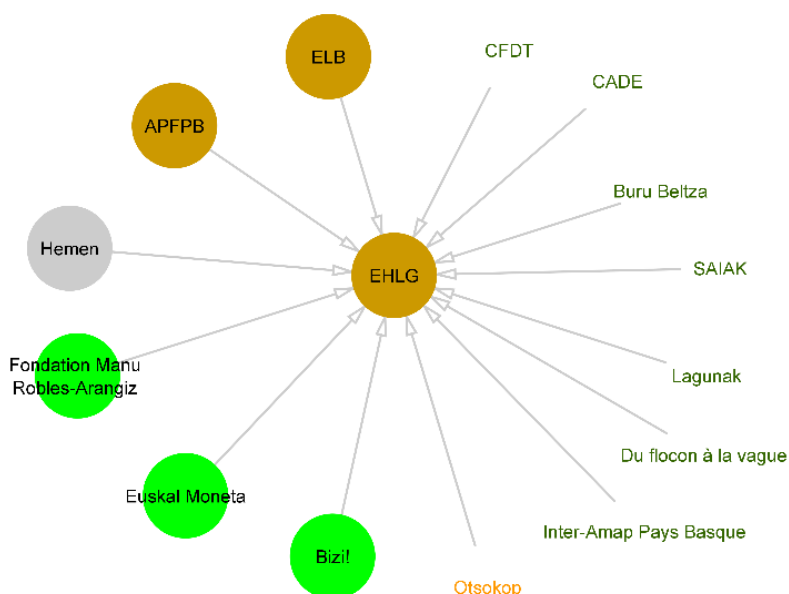 ELB
CFDT
CADE
APFPB
Buru Beltza
Hemen
EHLG
SAIAK
Fondation Manu
Robles-Arangiz
Lagunak
Du flocon à la vague
Euskal Moneta
Inter-Amap Pays Basque
Bizi!
Otsokop